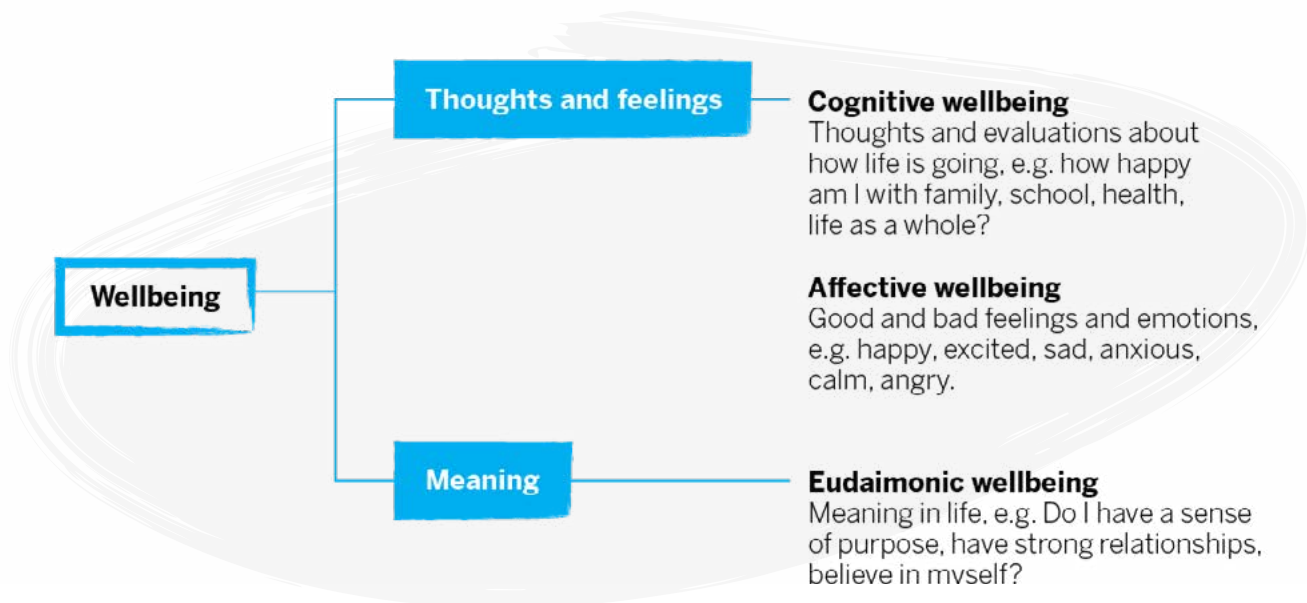 Thoughts and feelings
Cognitive wellbeing
Thoughts and evaluations about
how life is going, e.g. how happy
am I with family, school, health,
life as a whole?
Wellbeing
Affective wellbeing
Good and bad feelings and emotions,
e.g. happy, excited, sad, anxious,
calm, angry.
Meaning
Eudaimonic wellbeing
Meaning in life, e.g. Do I have a sense
of purpose, have strong relationships,
believe in myself?